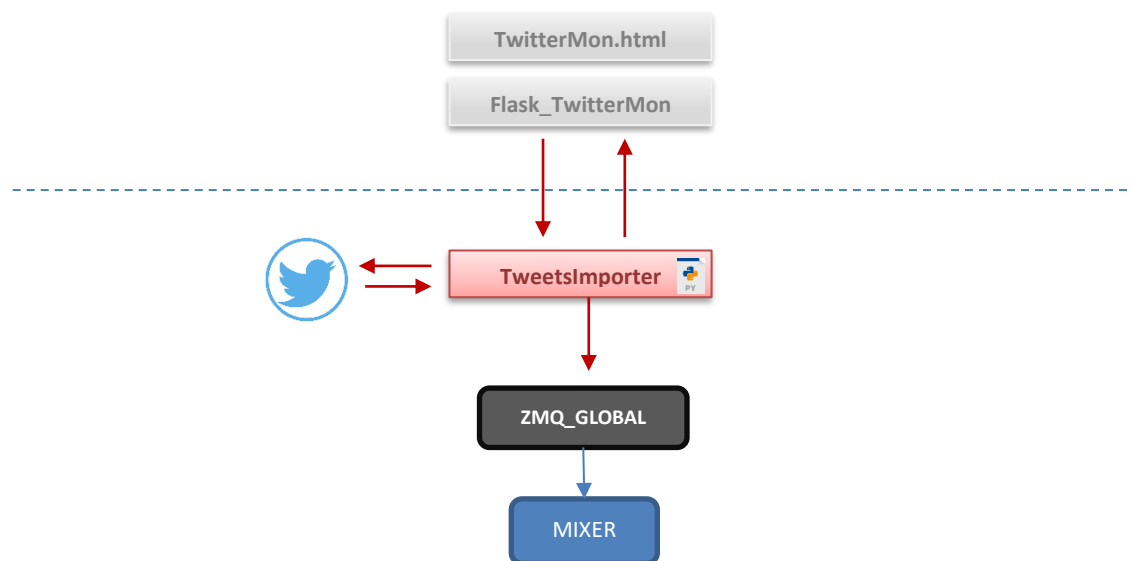 TwitterMon.html
Flask_TwitterMon
TweetsImporter
PY
ZMQ_GLOBAL
MIXER